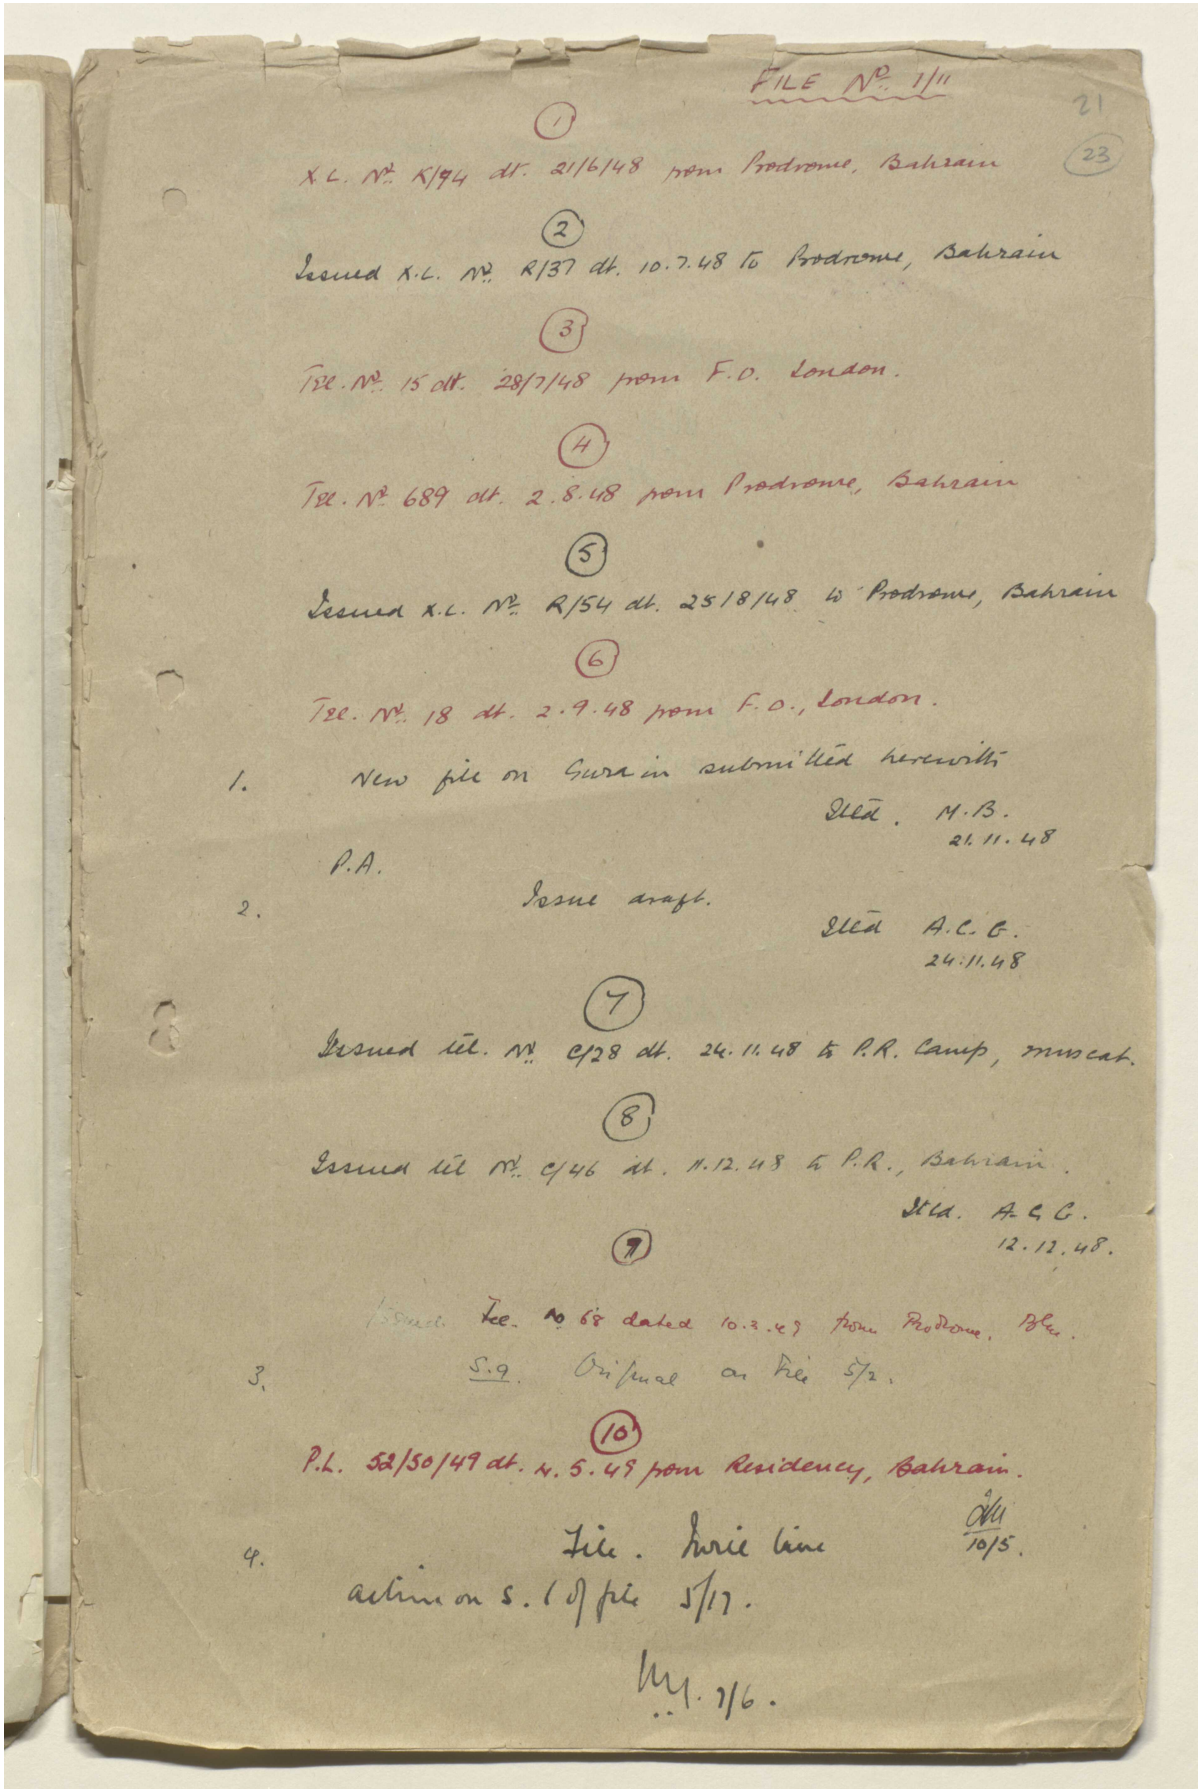 FILE Nº. 1/11
21
23
1
X.L. Nº. R/94 dt. 21/6/48 from Prodrome, Bahrain
2
Issued X.L. Nº. R/37 dt. 10.7.48 to Prodrome, Bahrain
3
Tel. Nº. 15 dt. 28/7/48 from F.O. London.
4
Tel. Nº. 689 dt. 2.8.48 from Prodrome, Bahrain
5
Issued X.L. Nº. R/54 dt. 25/8/48 to Prodrome, Bahrain
6
Tel. Nº. 18 dt. 2.9.48 from F.O., London.
1. New file on submitted herewith
Itld. M.B.
21.11.48
P.A.
2. Issue draft.
Itld A.C.G.
24.11.48
7
Issued tel. Nº. C/28 dt. 24.11.48 to P.R. Camp, Muscat.
8
Issued tel Nº. C/46 dt. 11.12.48 to P.R., Bahrain.
Itld. A.C.G.
12.12.48.
9
Issued. Tel. No 68 dated 10.3.49 from Prodrome,
3. S.9. Original on File 5/2.
10
P.L. 52/50/49 dt. 4.5.49 from Residency, Bahrain.
10/5.
4. File.
action on S. 1 of file 5/17.
7/6.